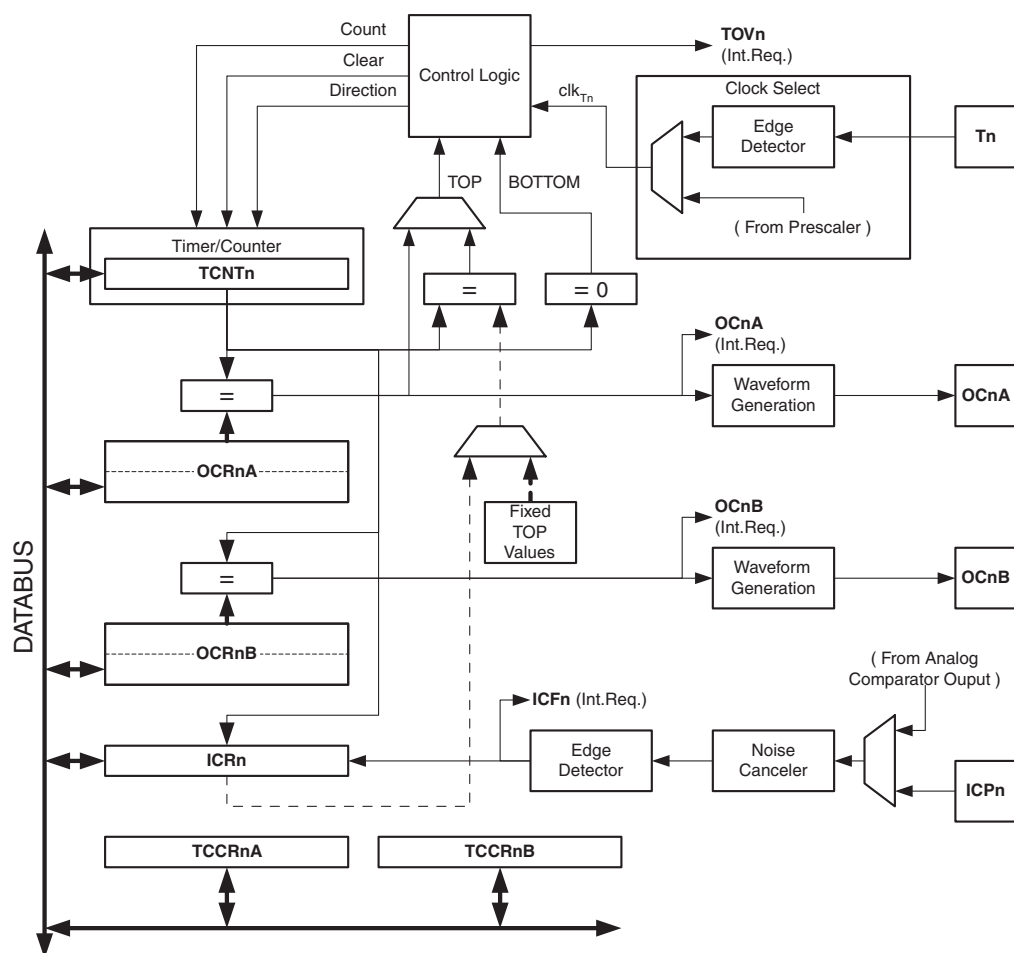 Count
Clear
Direction
Control Logic
TOVn
(Int.Req.)
clkTn
Clock Select
Edge
Detector
Tn
( From Prescaler )
TOP
BOTTOM
Timer/Counter
TCNTn
=
= 0
OCnA
(Int.Req.)
=
Waveform
Generation
OCnA
OCRnA
Fixed
TOP
Values
OCnB
(Int.Req.)
=
Waveform
Generation
OCnB
OCRnB
DATABUS
( From Analog
Comparator Ouput )
ICFn (Int.Req.)
ICRn
Edge
Detector
Noise
Canceler
ICPn
TCCRnA
TCCRnB